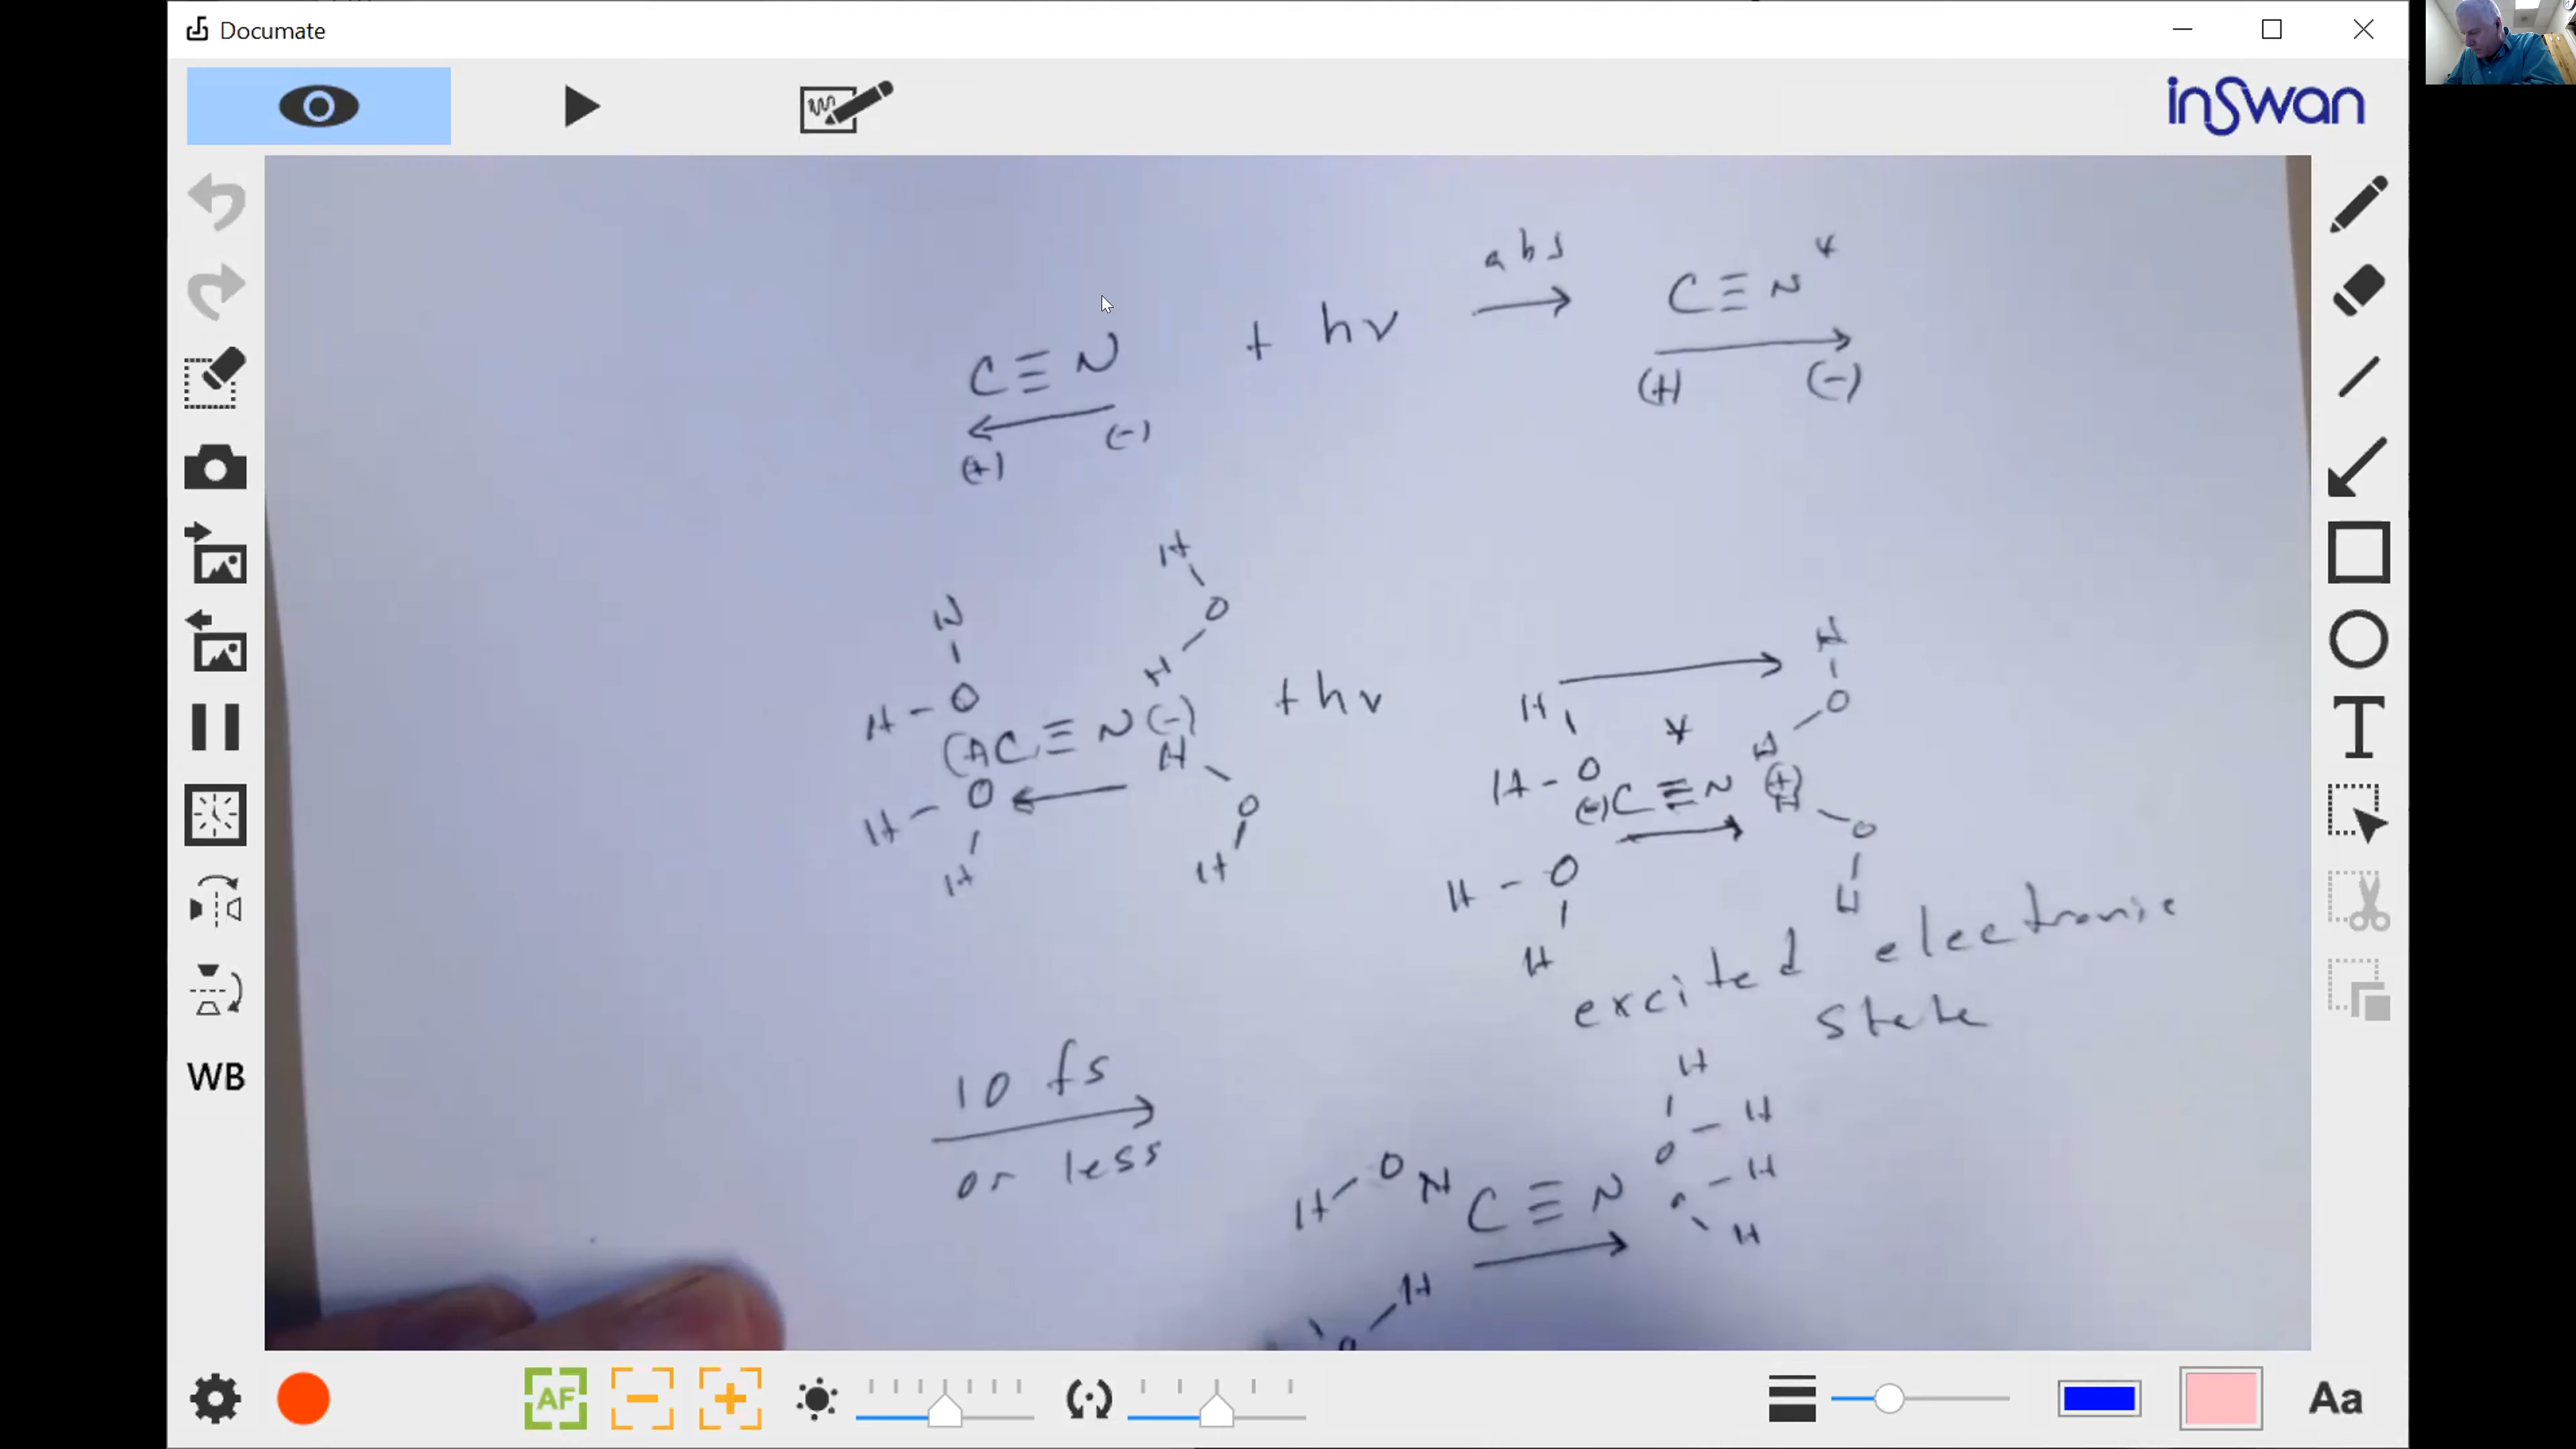 Documate
inSwan
abs
C≡N + hν → C≡N*
(+) (-) (+) (-)
H
O
H
H
O
H - O
H
(+)C≡N(-) + hν
H
H - O
O
H
H
H
H
O
H - O
*
H
(-)C≡N(+)
H
O
H - O
H
H
excited electronic
state
10 fs
or less
H
O - H
H - O H C≡N
- H
H
H
WB
T
AF
Aa